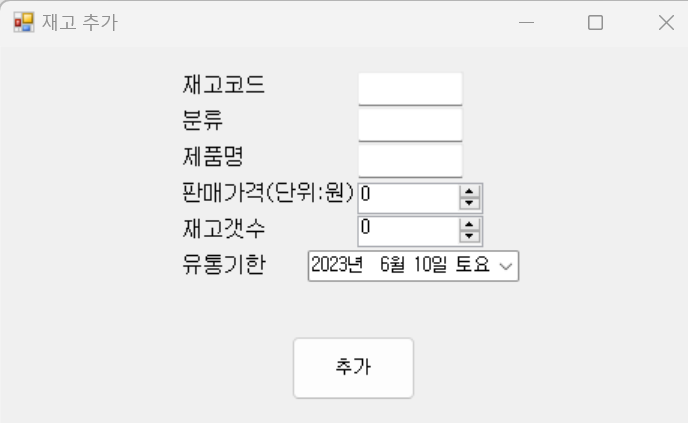 재고 추가
재고코드
분류
제품명
판매가격(단위:원) 0
재고갯수 0
유통기한 2023년 6월 10일 토요
추가